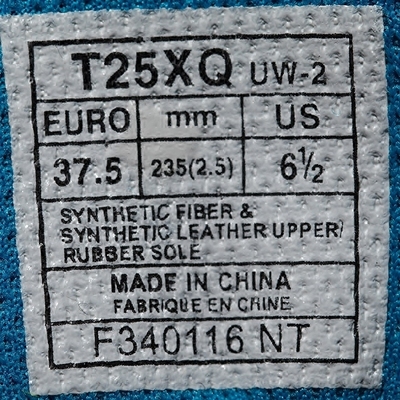 T25XQ UW-2
EURO mm US
37.5 235(2.5) 6½
SYNTHETIC FIBER &
SYNTHETIC LEATHER UPPER/
RUBBER SOLE
MADE IN CHINA
FABRIQUE EN CHINE
F340116 NT